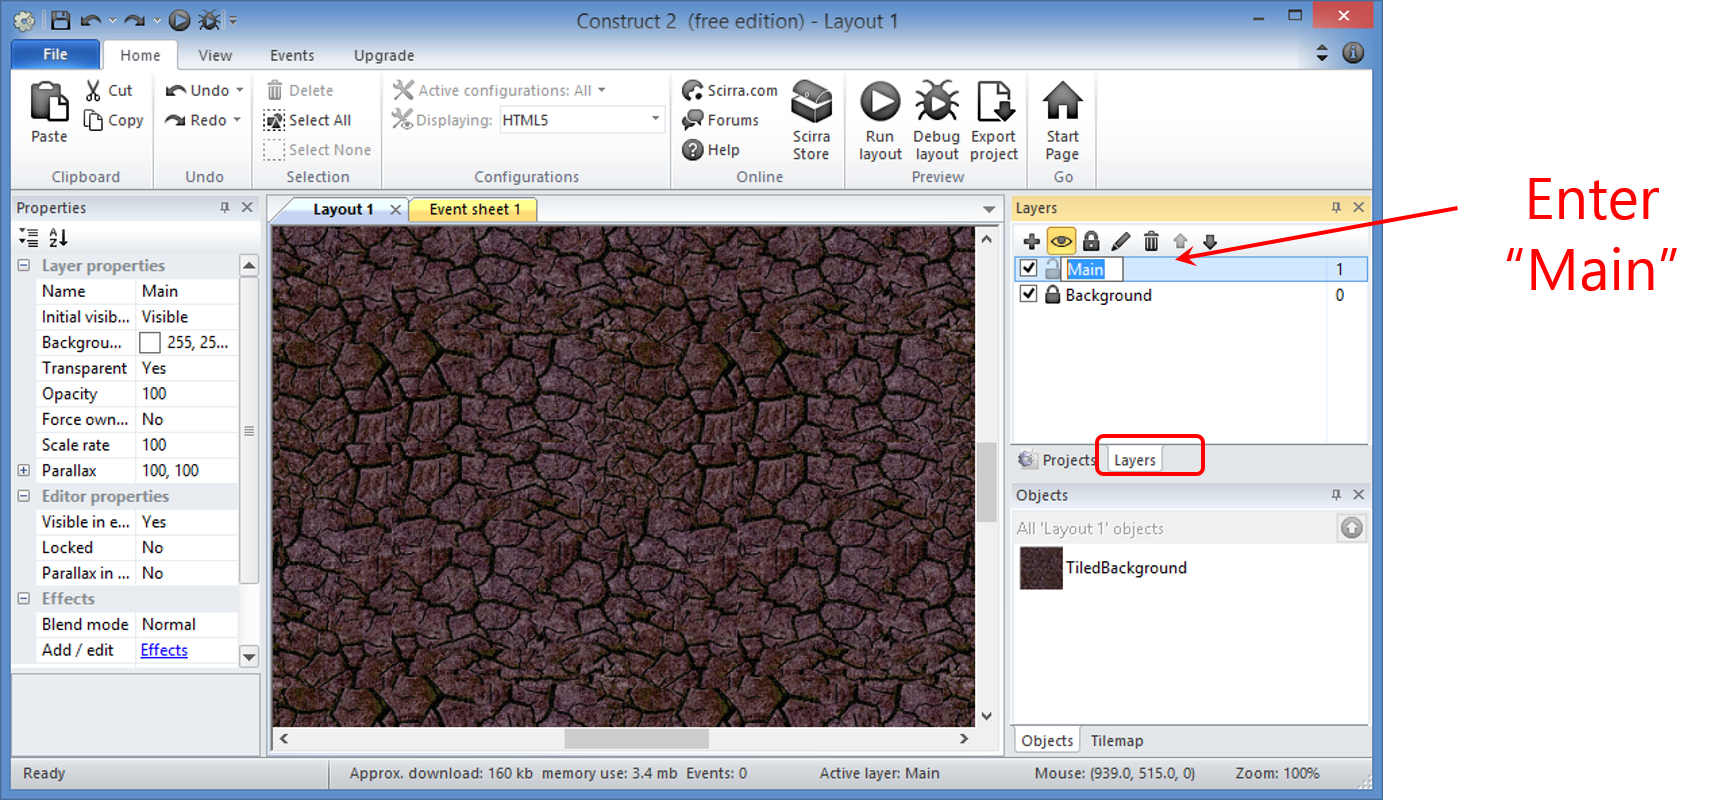 Construct 2 (free edition) - Layout 1
File Home View Events Upgrade
Paste
Cut
Copy
Clipboard
Undo
Redo
Undo
Delete
Select All
Select None
Selection
Active configurations: All
Displaying: HTML5
Configurations
Scirra.com
Forums
Help
Scirra
Store
Online
Run
layout
Debug
layout
Export
project
Preview
Start
Page
Go
Properties
A
Z
Layer properties
Name Main
Initial visib... Visible
Backgrou... 255, 25...
Transparent Yes
Opacity 100
Force own... No
Scale rate 100
Parallax 100, 100
Editor properties
Visible in e... Yes
Locked No
Parallax in ... No
Effects
Blend mode Normal
Add / edit Effects
Layout 1 Event sheet 1
Layers
Main 1
Background 0
Projects Layers
Objects
All 'Layout 1' objects
TiledBackground
Objects Tilemap
Ready Approx. download: 160 kb memory use: 3.4 mb Events: 0 Active layer: Main Mouse: (939.0, 515.0, 0) Zoom: 100%
Enter
“Main”